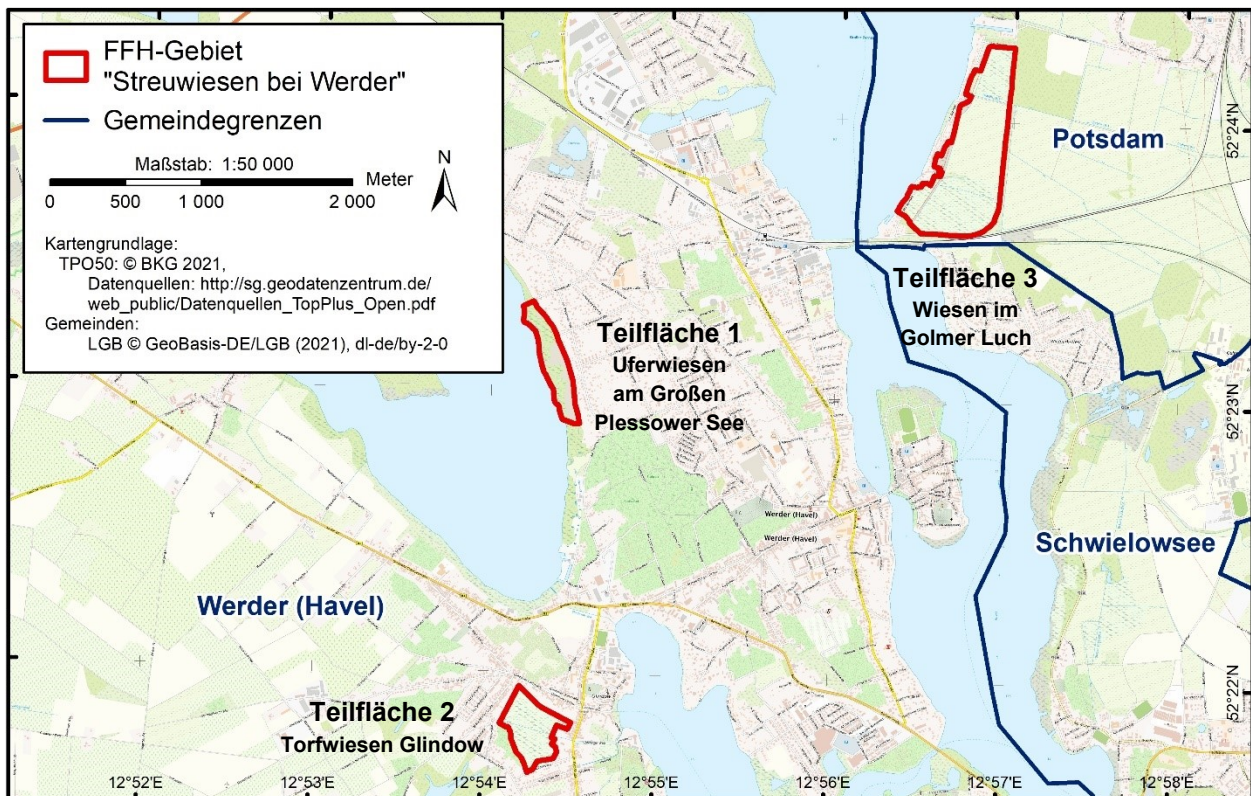 FFH-Gebiet
"Streuwiesen bei Werder"
Gemeindegrenzen
Maßstab: 1:50 000
Meter
0 500 1 000 2 000
N
Kartengrundlage:
TPO50: © BKG 2021,
Datenquellen: http://sg.geodatenzentrum.de/
web_public/Datenquellen_TopPlus_Open.pdf
Gemeinden:
LGB © GeoBasis-DE/LGB (2021), dl-de/by-2-0
Potsdam
52°24'N
Teilfläche 3
Wiesen im
Golmer Luch
Teilfläche 1
Uferwiesen
am Großen
Plessower See
52°23'N
Werder (Havel)
Werder (Havel)
Schwielowsee
Werder (Havel)
52°22'N
Teilfläche 2
Torfwiesen Glindow
12°52'E 12°53'E 12°54'E 12°55'E 12°56'E 12°57'E 12°58'E